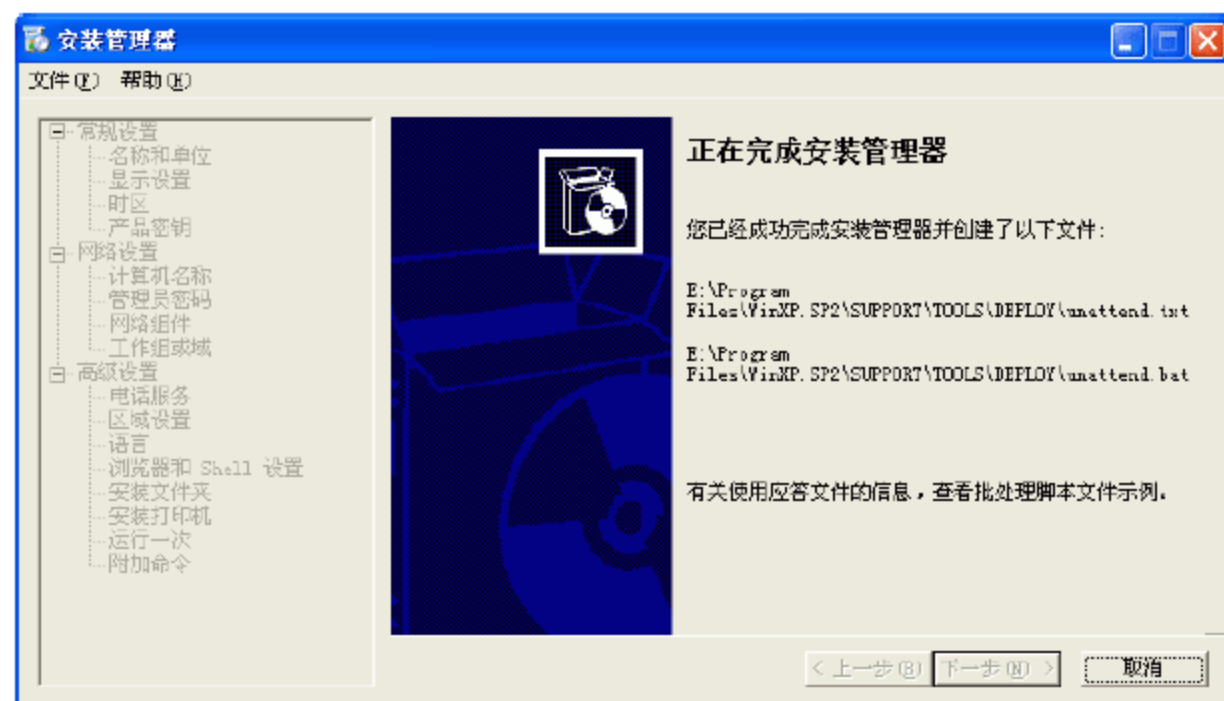 安装管理器
文件(F) 帮助(H)
常规设置
名称和单位
显示设置
时区
产品密钥
网络设置
计算机名称
管理员密码
网络组件
工作组或域
高级设置
电话服务
区域设置
语言
浏览器和 Shell 设置
安装文件夹
安装打印机
运行一次
附加命令
正在完成安装管理器
您已经成功完成安装管理器并创建了以下文件:
E:\Program
Files\WinXP.SP2\SUPPORT\TOOLS\DEPLOY\unattend.txt
E:\Program
Files\WinXP.SP2\SUPPORT\TOOLS\DEPLOY\unattend.bat
有关使用应答文件的信息，查看批处理脚本文件示例。
< 上一步(B) 下一步(N) > 取消